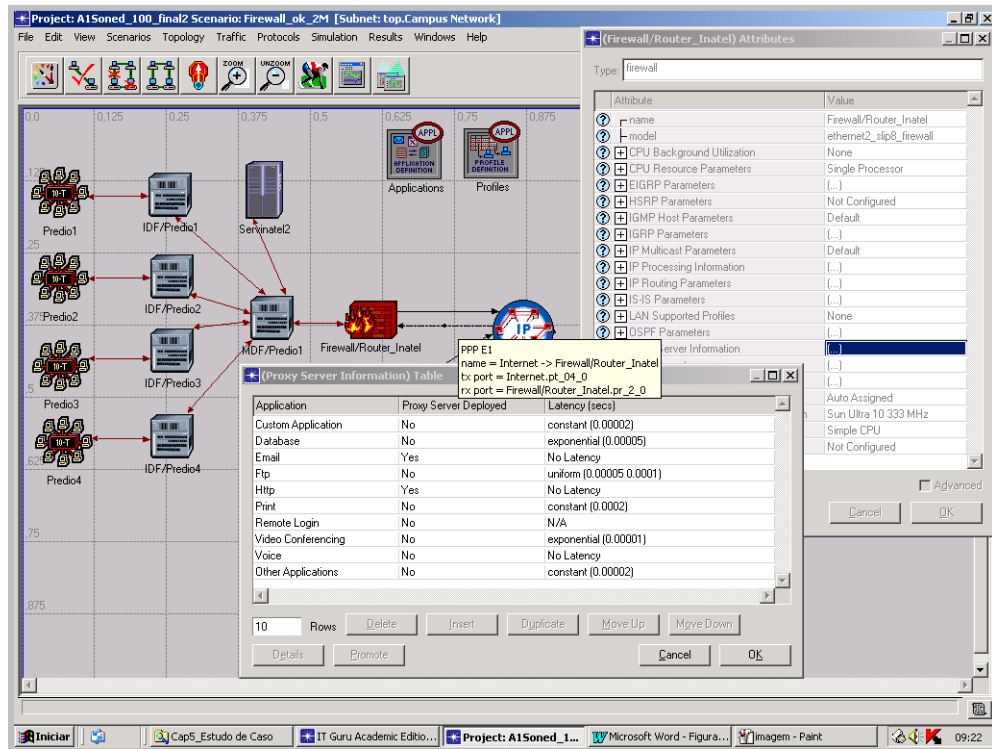 Project: A1Soned_100_final2 Scenario: Firewall_ok_2M [Subnet: top.Campus Network]
File Edit View Scenarios Topology Traffic Protocols Simulation Results Windows Help
ZOOM UNZOOM
0,0 0,125 0,25 0,375 0,5 0,625 0,75 0,875
APPL APPL
APPLICATION DEFINITION PROFILE DEFINITION
Applications Profiles
10-T
Predio1 IDF/Predio1 Servinatel2
,25
10-T
Predio2 IDF/Predio2
,375
MDF/Predio1 Firewall/Router_Inatel IP
10-T
Predio3 IDF/Predio3
,5
10-T
Predio4 IDF/Predio4
,625
,75
,875
PPP E1
name = Internet -> Firewall/Router_Inatel
tx port = Internet.pt_04_0
rx port = Firewall/Router_Inatel.pr_2_0
(Firewall/Router_Inatel) Attributes
Type: firewall
Attribute Value
name Firewall/Router_Inatel
model ethernet2_slip8_firewall
CPU Background Utilization None
CPU Resource Parameters Single Processor
EIGRP Parameters (...)
HSRP Parameters Not Configured
IGMP Host Parameters Default
IGRP Parameters (...)
IP Multicast Parameters Default
IP Processing Information (...)
IP Routing Parameters (...)
IS-IS Parameters (...)
LAN Supported Profiles None
OSPF Parameters (...)
Server Information (...)
(...)
(...)
Auto Assigned
Sun Ultra 10 333 MHz
Simple CPU
Not Configured
Advanced
Cancel OK
(Proxy Server Information) Table
Application Proxy Server Deployed Latency (secs)
Custom Application No constant (0.00002)
Database No exponential (0.00005)
Email Yes No Latency
Ftp No uniform (0.00005 0.0001)
Http Yes No Latency
Print No constant (0.0002)
Remote Login No N/A
Video Conferencing No exponential (0.00001)
Voice No No Latency
Other Applications No constant (0.00002)
10 Rows Delete Insert Duplicate Move Up Move Down
Details Promote Cancel OK
Iniciar Cap5_Estudo de Caso IT Guru Academic Editio... Project: A1Soned_1... Microsoft Word - Figura... imagem - Paint 09:22